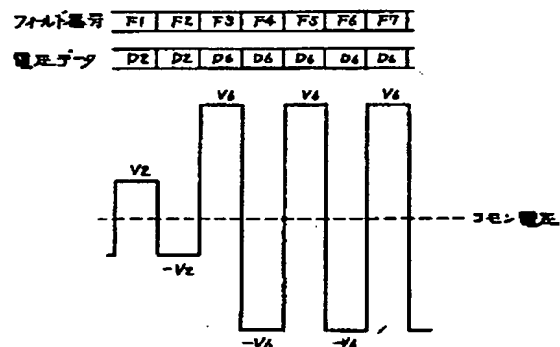 フィールド番号 F1 F2 F3 F4 F5 F6 F7
電圧データ D2 D2 D6 D6 D6 D6 D6
V6 V6 V6
V2
コモン電圧
-V2
-V6 -V6